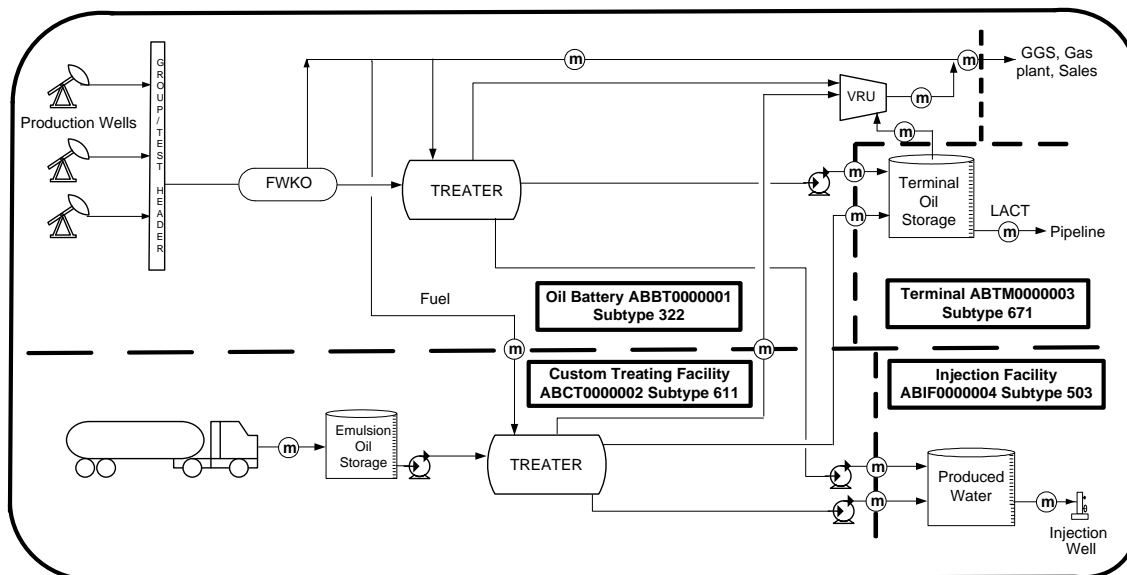 GROUP/TEST HEADER
Production Wells
FWKO
TREATER
Fuel
m
m
GGS, Gas
plant, Sales
VRU
m
m
m
m
Terminal
Oil
Storage
LACT
m
Pipeline
Oil Battery ABBT0000001
Subtype 322
Terminal ABTM0000003
Subtype 671
m
m
Custom Treating Facility
ABCT0000002 Subtype 611
Injection Facility
ABIF0000004 Subtype 503
m
Emulsion
Oil
Storage
TREATER
m
m
Produced
Water
m
Injection
Well